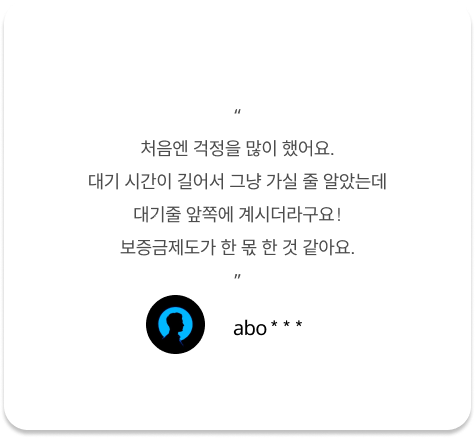 “
처음엔 걱정을 많이 했어요.
대기 시간이 길어서 그냥 가실 줄 알았는데
대기줄 앞쪽에 계시더라구요!
보증금제도가 한 몫 한 것 같아요.
”
abo***